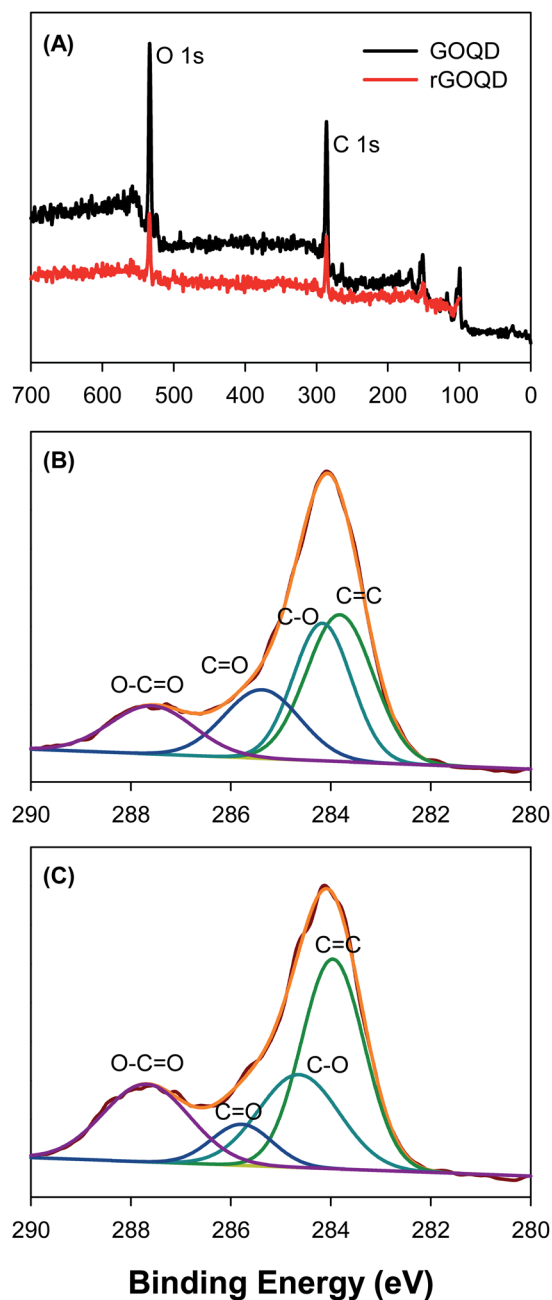 (A)
O 1s
GOQD
rGOQD
C 1s
700 600 500 400 300 200 100 0
(B)
C=C
C-O
C=O
O-C=O
290 288 286 284 282 280
(C)
C=C
O-C=O
C-O
C=O
290 288 286 284 282 280
Binding Energy (eV)